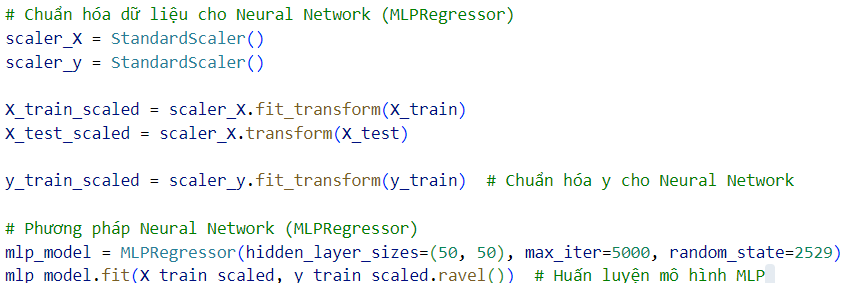 # Chuẩn hóa dữ liệu cho Neural Network (MLPRegressor)
scaler_X = StandardScaler()
scaler_y = StandardScaler()
X_train_scaled = scaler_X.fit_transform(X_train)
X_test_scaled = scaler_X.transform(X_test)
y_train_scaled = scaler_y.fit_transform(y_train)  # Chuẩn hóa y cho Neural Network
# Phương pháp Neural Network (MLPRegressor)
mlp_model = MLPRegressor(hidden_layer_sizes=(50, 50), max_iter=5000, random_state=2529)
mlp_model.fit(X_train_scaled, y_train_scaled.ravel())  # Huấn luyện mô hình MLP